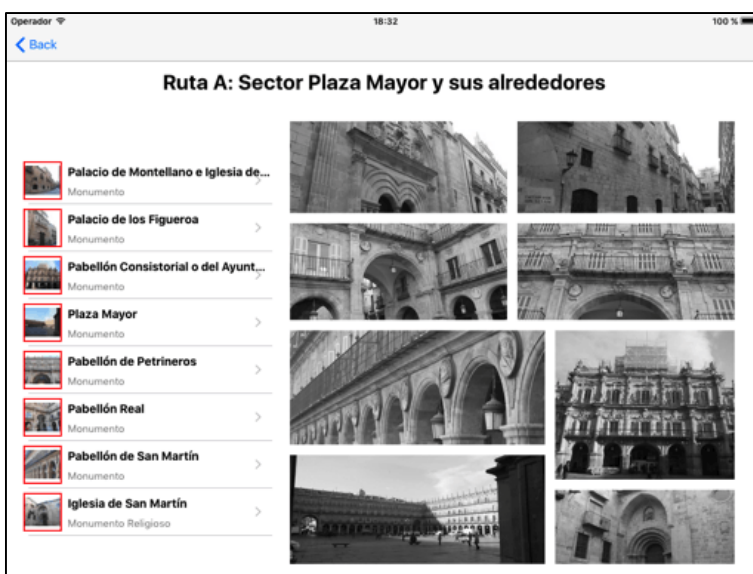 Operador 18:32 100 %
Back
Ruta A: Sector Plaza Mayor y sus alrededores
Palacio de Montellano e Iglesia de...
Monumento
Palacio de los Figueroa
Monumento
Pabellón Consistorial o del Ayunt...
Monumento
Plaza Mayor
Monumento
Pabellón de Petrineros
Monumento
Pabellón Real
Monumento
Pabellón de San Martín
Monumento
Iglesia de San Martín
Monumento Religioso